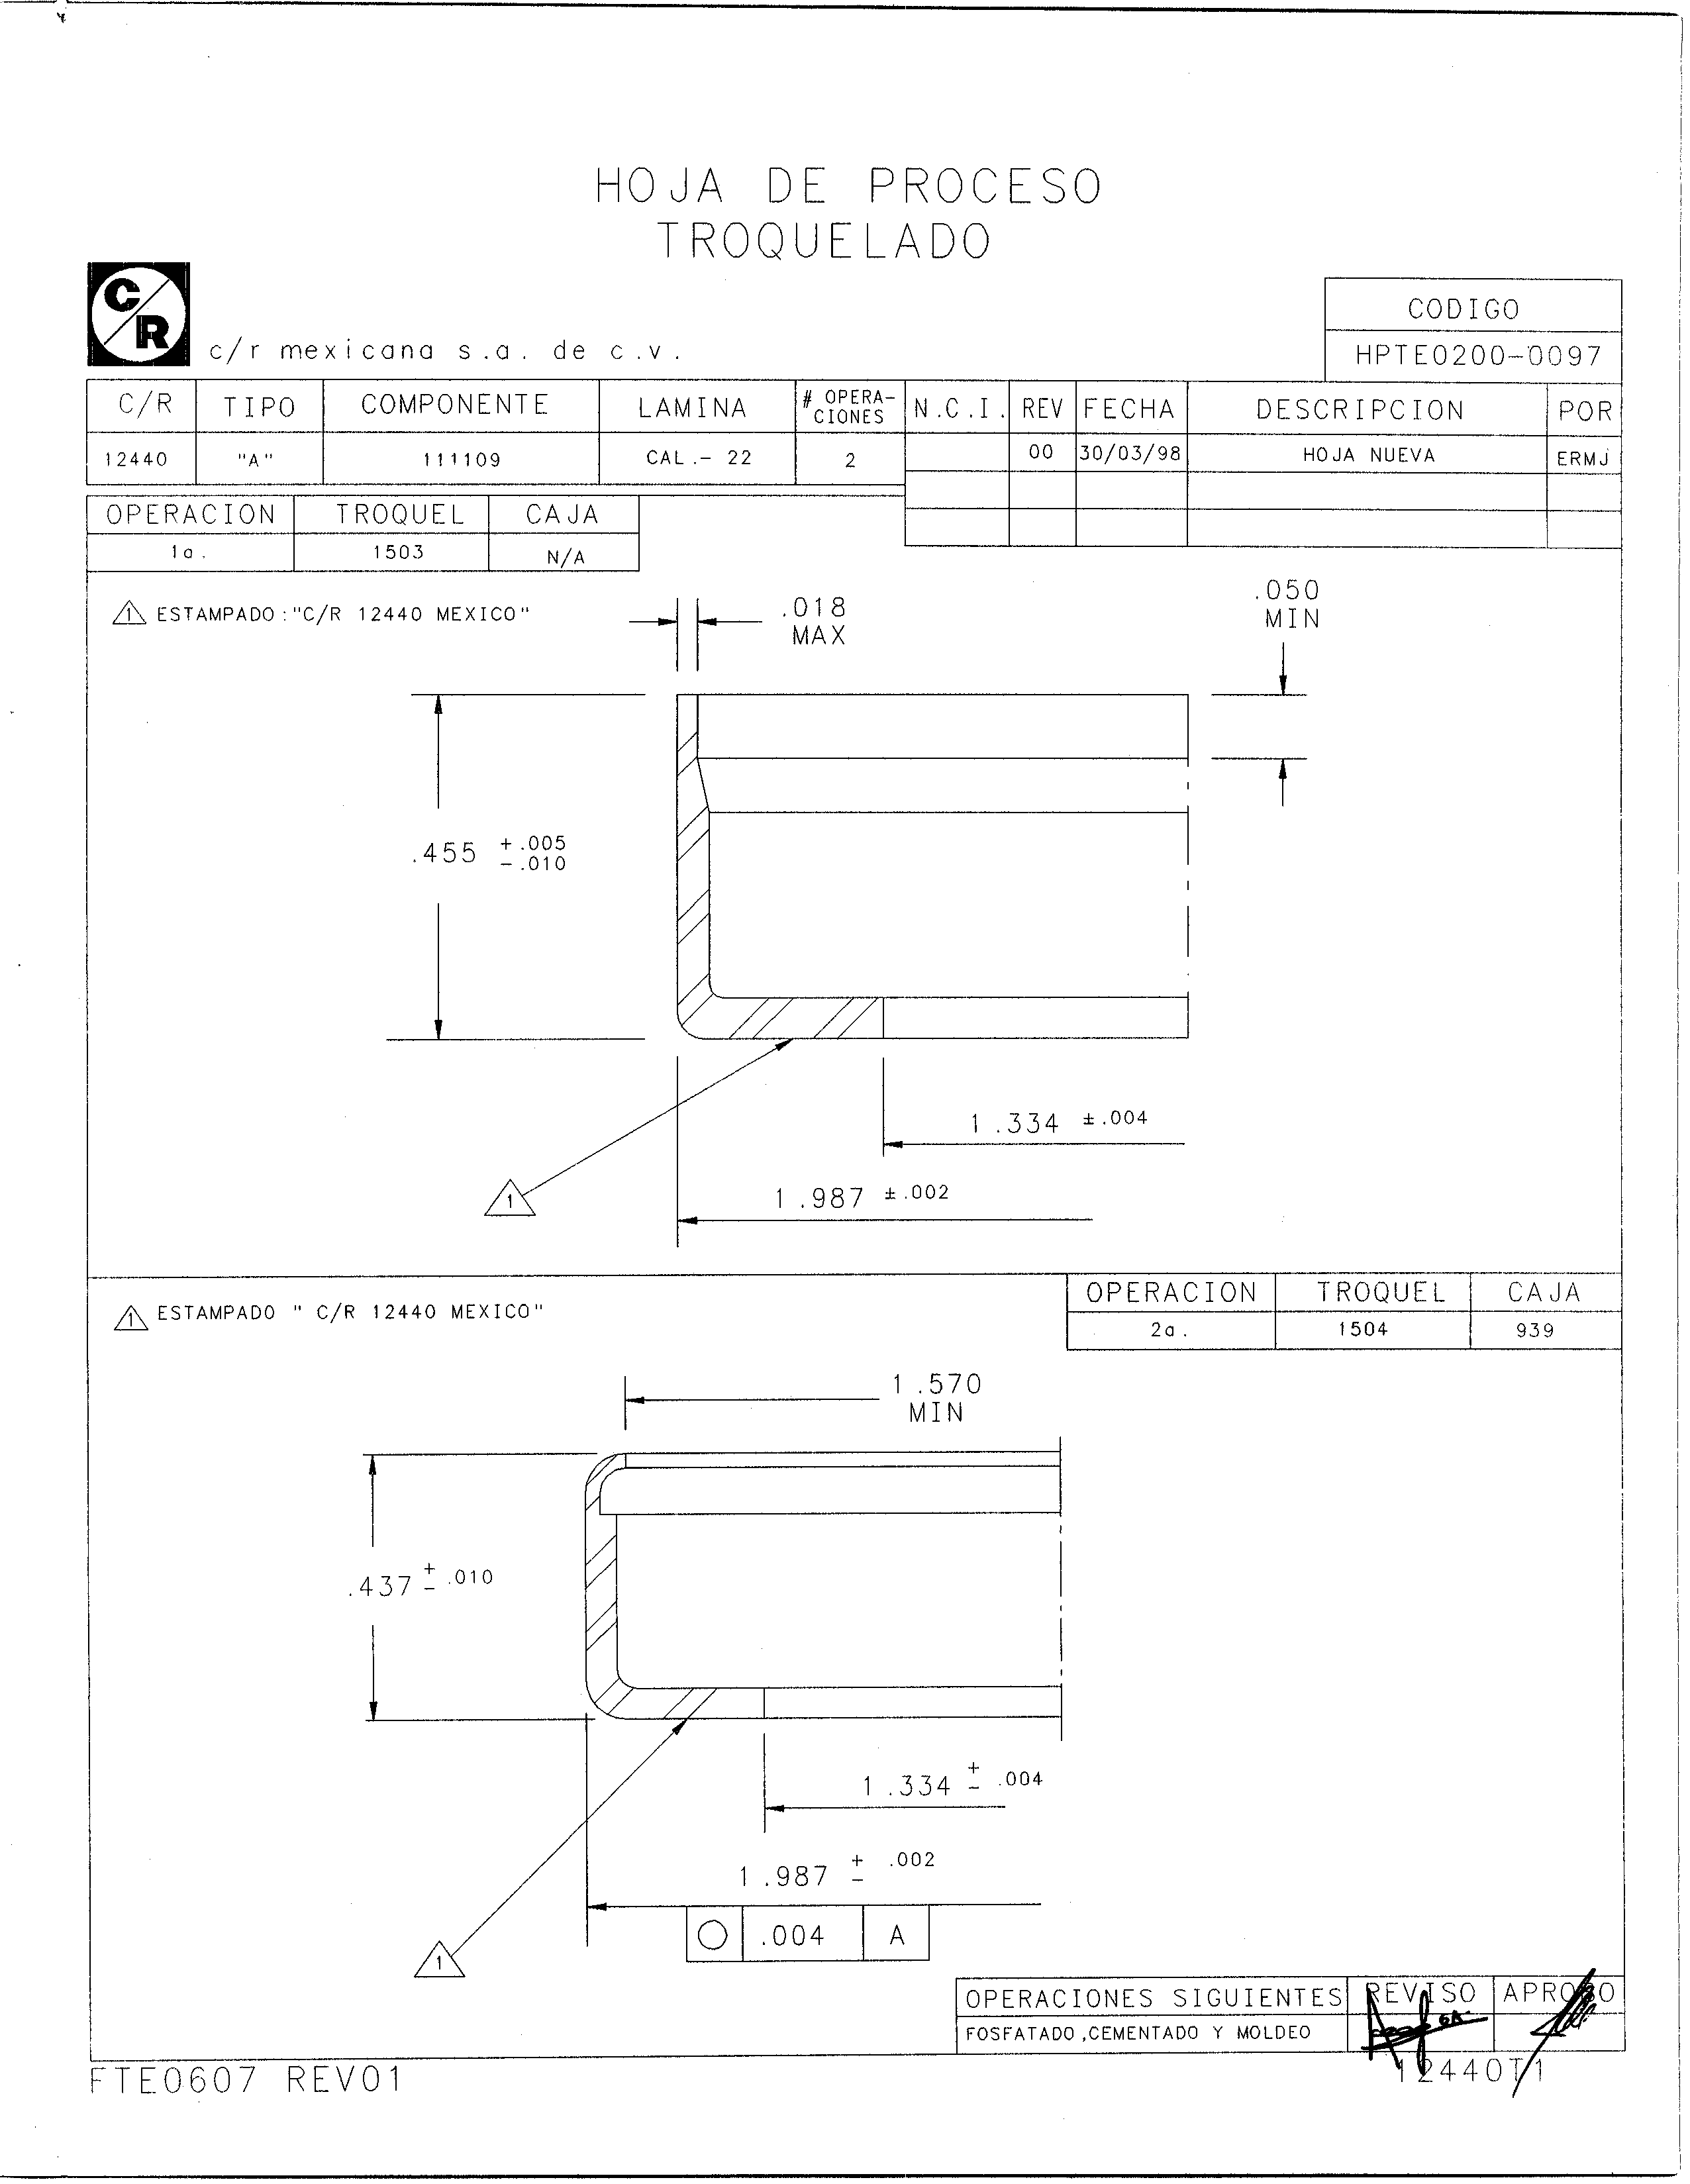 HOJA DE PROCESO
TROQUELADO
C/R
c/r mexicana s.a. de c.v.
CODIGO
HPTE0200-0097
C/R TIPO COMPONENTE LAMINA # OPERA-CIONES N.C.I. REV FECHA DESCRIPCION POR
12440 "A" 111109 CAL.- 22 2 00 30/03/98 HOJA NUEVA ERMJ
OPERACION TROQUEL CAJA
1a. 1503 N/A
1 ESTAMPADO:"C/R 12440 MEXICO"
.018
MAX
.050
MIN
.455 +.005 -.010
1.334 ±.004
1
1.987 ±.002
OPERACION TROQUEL CAJA
2a. 1504 939
1 ESTAMPADO " C/R 12440 MEXICO"
1.570
MIN
.437 ± .010
1.334 ± .004
1.987 ± .002
.004 A
1
OPERACIONES SIGUIENTES REVISO APROBO
FOSFATADO,CEMENTADO Y MOLDEO
FTE0607 REV01
12440T1